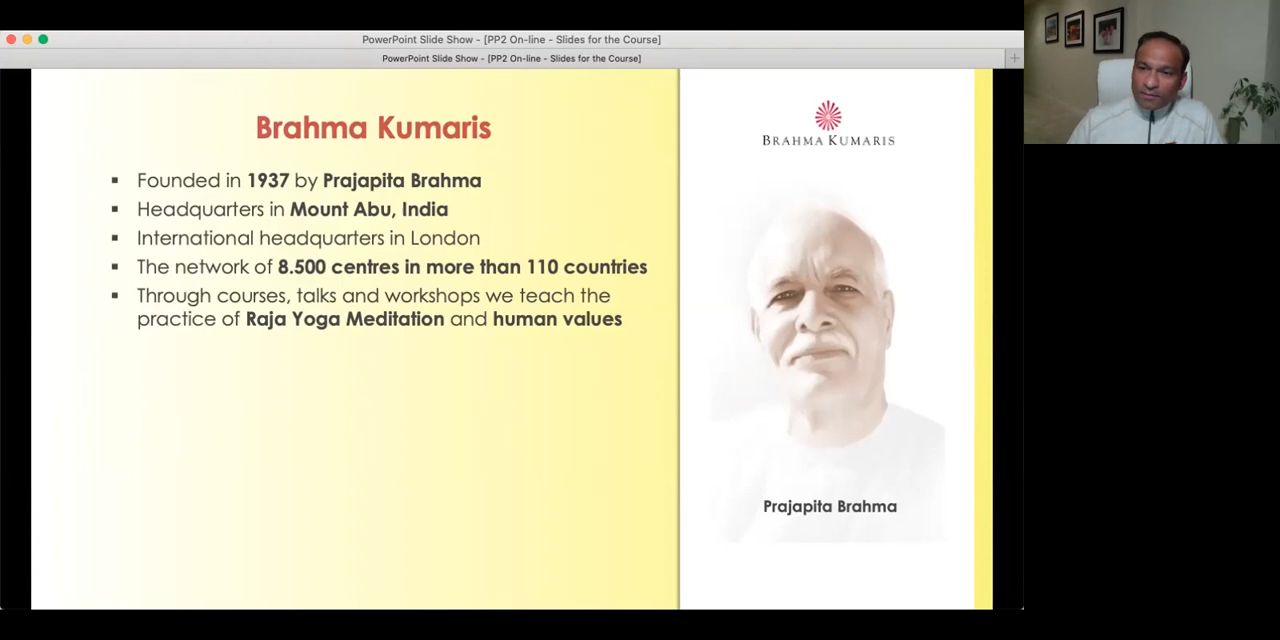 PowerPoint Slide Show - [PP2 On-line - Slides for the Course]
PowerPoint Slide Show - [PP2 On-line - Slides for the Course]
Brahma Kumaris
▪ Founded in 1937 by Prajapita Brahma
▪ Headquarters in Mount Abu, India
▪ International headquarters in London
▪ The network of 8.500 centres in more than 110 countries
▪ Through courses, talks and workshops we teach the
practice of Raja Yoga Meditation and human values
BRAHMA KUMARIS
Prajapita Brahma